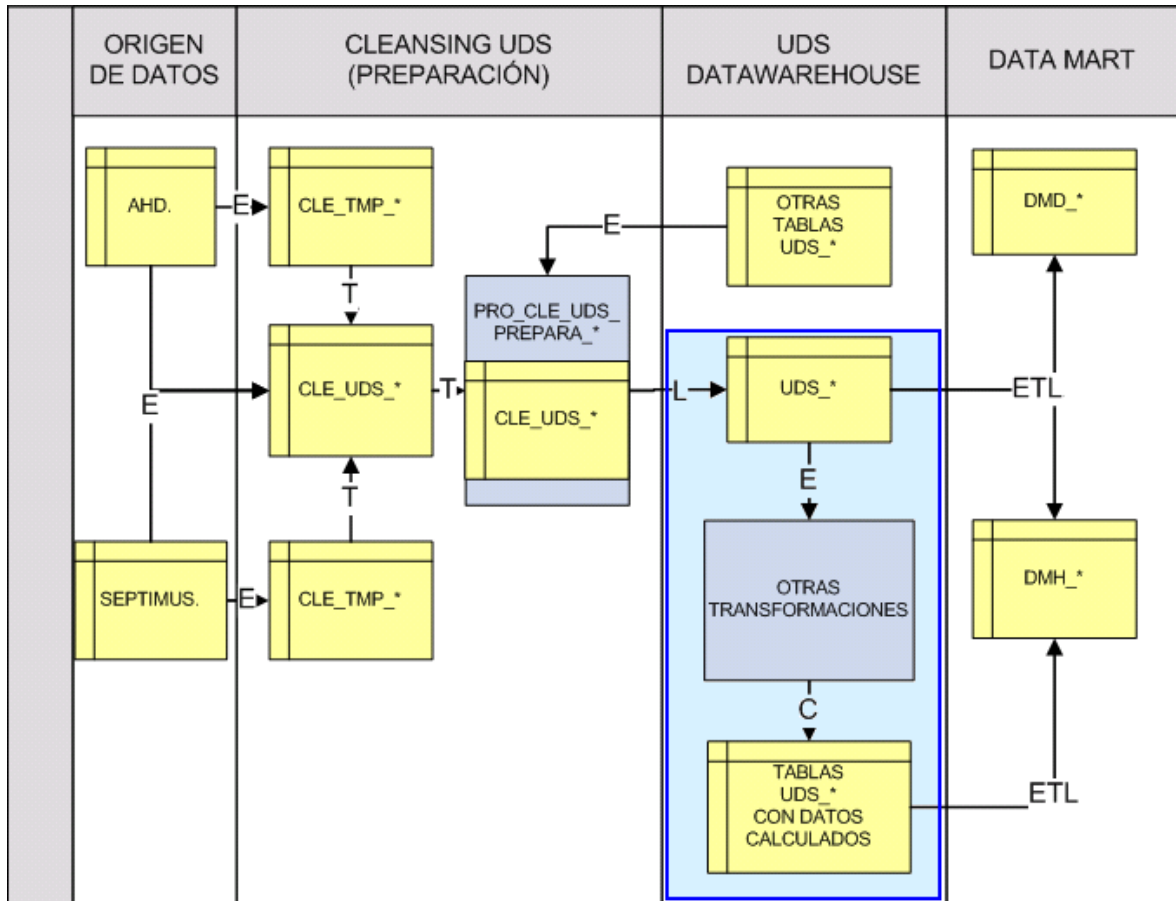 ORIGEN
DE DATOS
CLEANSING UDS
(PREPARACIÓN)
UDS
DATAWAREHOUSE
DATA MART
AHD.
E
CLE_TMP_*
OTRAS
TABLAS
UDS_*
DMD_*
E
T
PRO_CLE_UDS_
PREPARA_*
CLE_UDS_*
T
CLE_UDS_*
L
UDS_*
ETL
E
T
E
SEPTIMUS.
E
CLE_TMP_*
OTRAS
TRANSFORMACIONES
DMH_*
C
TABLAS
UDS_*
CON DATOS
CALCULADOS
ETL